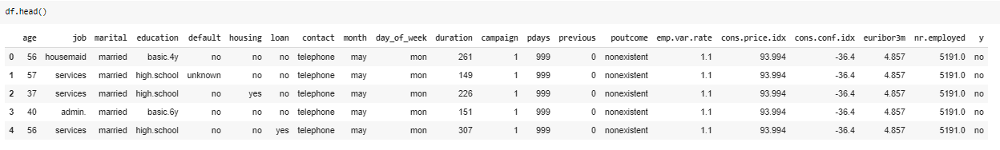 df.head()
age job marital education default housing loan contact month day_of_week duration campaign pdays previous poutcome emp.var.rate cons.price.idx cons.conf.idx euribor3m nr.employed y
0 56 housemaid married basic.4y no no no telephone may mon 261 1 999 0 nonexistent 1.1 93.994 -36.4 4.857 5191.0 no
1 57 services married high.school unknown no no telephone may mon 149 1 999 0 nonexistent 1.1 93.994 -36.4 4.857 5191.0 no
2 37 services married high.school no yes no telephone may mon 226 1 999 0 nonexistent 1.1 93.994 -36.4 4.857 5191.0 no
3 40 admin. married basic.6y no no no telephone may mon 151 1 999 0 nonexistent 1.1 93.994 -36.4 4.857 5191.0 no
4 56 services married high.school no no yes telephone may mon 307 1 999 0 nonexistent 1.1 93.994 -36.4 4.857 5191.0 no